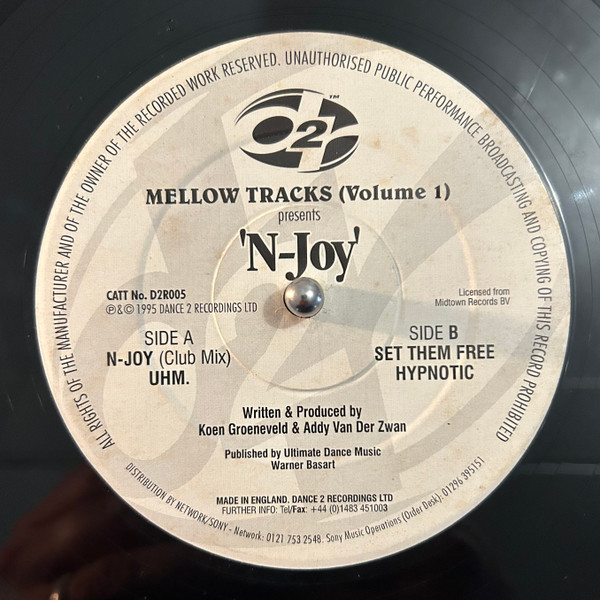 ALL RIGHTS OF THE MANUFACTURER AND OF THE OWNER OF THE RECORDED WORK RESERVED. UNAUTHORISED PUBLIC PERFORMANCE BROADCASTING AND COPYING OF THIS RECORD PROHIBITED
D2 ™
MELLOW TRACKS (Volume 1)
presents
'N-Joy'
CATT No. D2R005
℗&© 1995 DANCE 2 RECORDINGS LTD
Licensed from
Midtown Records BV
SIDE A
N-JOY (Club Mix)
UHM.
SIDE B
SET THEM FREE
HYPNOTIC
Written & Produced by
Koen Groeneveld & Addy Van Der Zwan
Published by Ultimate Dance Music
Warner Basart
MADE IN ENGLAND. DANCE 2 RECORDINGS LTD
FURTHER INFO: Tel/Fax: +44 (0)1483 451003
DISTRIBUTION BY NETWORK/SONY - Network: 0121 753 2548. Sony Music Operations (Order Desk): 01296 395151